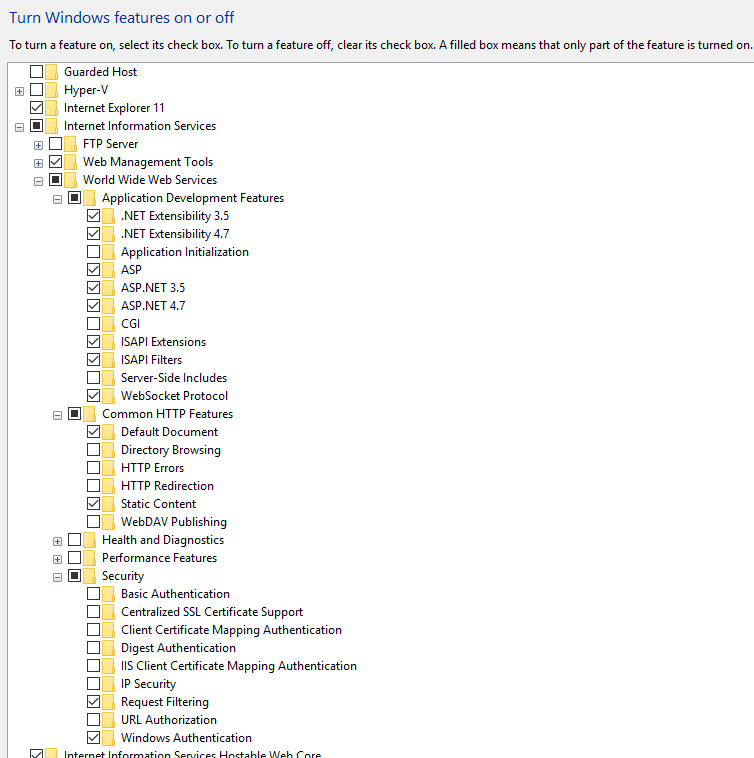 Turn Windows features on or off
To turn a feature on, select its check box. To turn a feature off, clear its check box. A filled box means that only part of the feature is turned on.
Guarded Host
Hyper-V
Internet Explorer 11
Internet Information Services
FTP Server
Web Management Tools
World Wide Web Services
Application Development Features
.NET Extensibility 3.5
.NET Extensibility 4.7
Application Initialization
ASP
ASP.NET 3.5
ASP.NET 4.7
CGI
ISAPI Extensions
ISAPI Filters
Server-Side Includes
WebSocket Protocol
Common HTTP Features
Default Document
Directory Browsing
HTTP Errors
HTTP Redirection
Static Content
WebDAV Publishing
Health and Diagnostics
Performance Features
Security
Basic Authentication
Centralized SSL Certificate Support
Client Certificate Mapping Authentication
Digest Authentication
IIS Client Certificate Mapping Authentication
IP Security
Request Filtering
URL Authorization
Windows Authentication
Internet Information Services Hostable Web Core